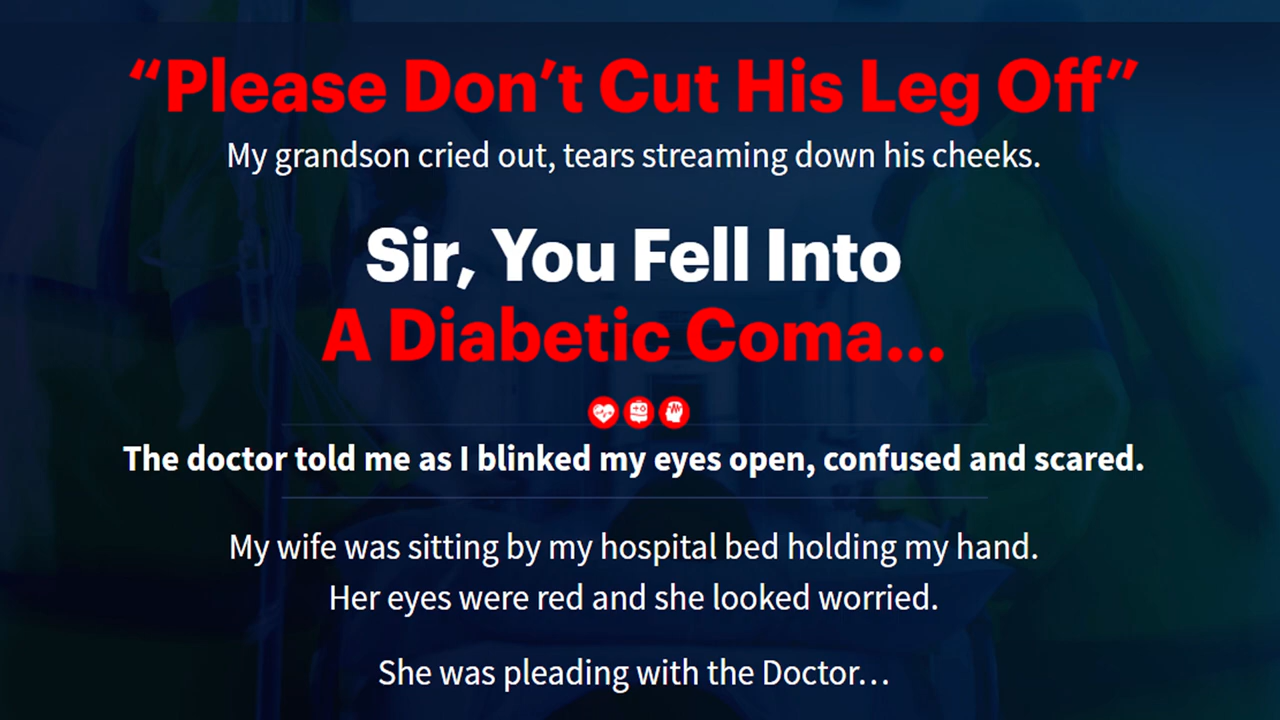 “Please Don’t Cut His Leg Off”
My grandson cried out, tears streaming down his cheeks.
Sir, You Fell Into
A Diabetic Coma...
The doctor told me as I blinked my eyes open, confused and scared.
My wife was sitting by my hospital bed holding my hand.
Her eyes were red and she looked worried.
She was pleading with the Doctor…